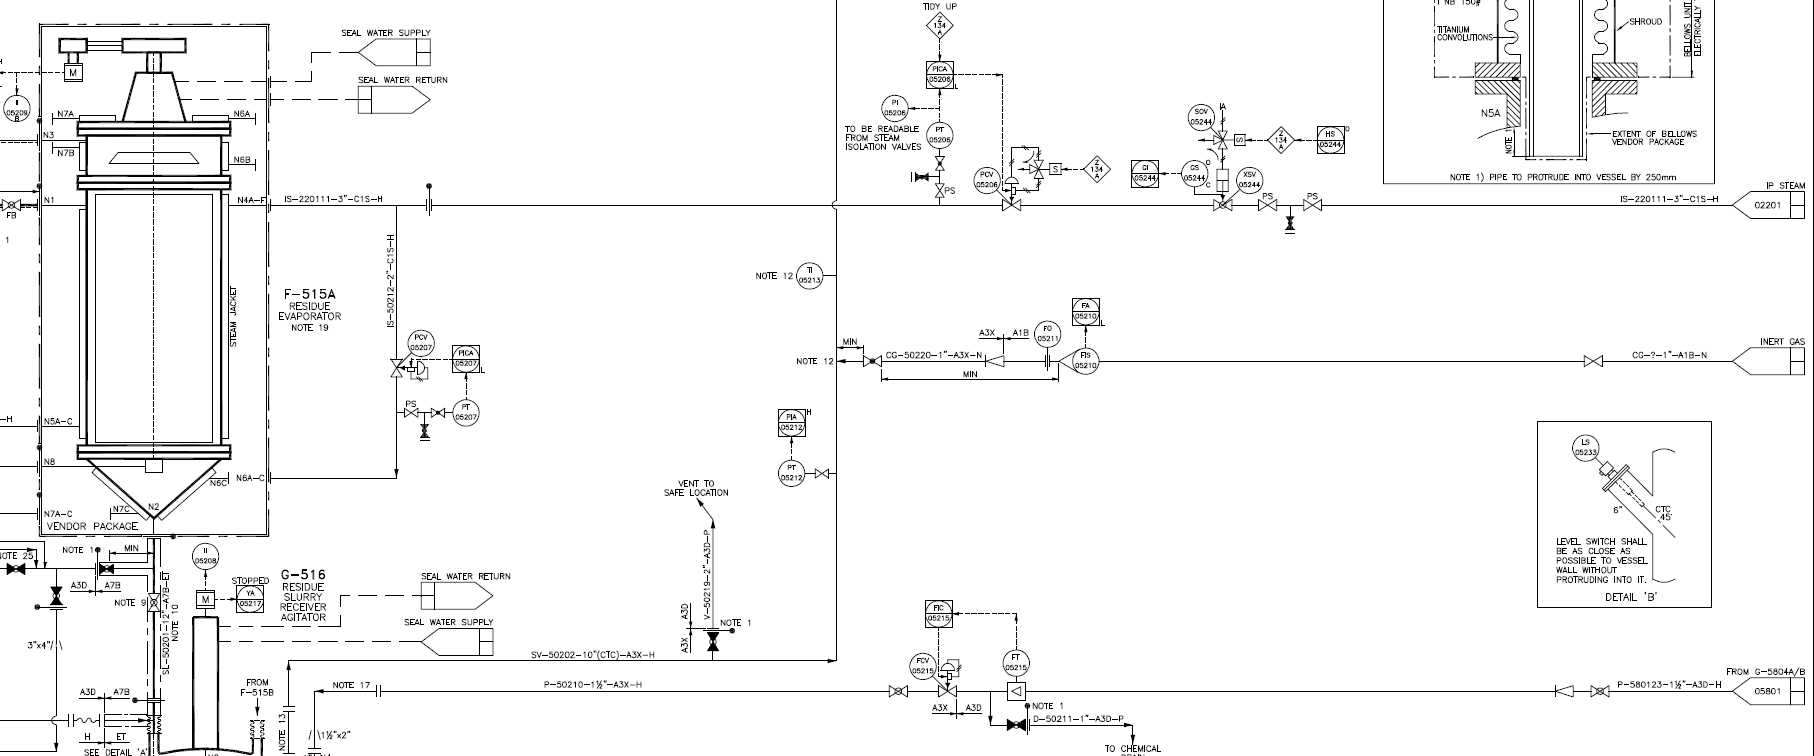 SEAL WATER SUPPLY
SEAL WATER RETURN
M
I
05209
B
N7A
N6A
N3
N7B
N6B
N1
N4A-F
FB
1
IS-220111-3"-C1S-H
IS-50212-2"-C1S-H
F-515A
RESIDUE
EVAPORATOR
NOTE 19
STEAM JACKET
PCV
05207
PICA
05207
L
PS
PT
05207
-H
N5A-C
N8
N6C
N6A-C
N7A-C
N7C
N2
VENDOR PACKAGE
TIDY UP
Z
134
A
PICA
05206
L
PI
05206
TO BE READABLE
FROM STEAM
ISOLATION VALVES
PT
05206
PS
PCV
05206
S
Z
134
A
GI
05244
GS
05244
O
C
SOV
05244
IA
S
Z
134
A
HS
05244
O
XSV
05244
PS
PS
IS-220111-3"-C1S-H
IP STEAM
02201
1 NB 150#
TITANIUM
CONVOLUTIONS
SHROUD
BELLOWS UNIT
ELECTRICALLY
N5A
NOTE 1
EXTENT OF BELLOWS
VENDOR PACKAGE
NOTE 1) PIPE TO PROTRUDE INTO VESSEL BY 250mm
NOTE 12
TI
05213
MIN
NOTE 12
CG-50220-1"-A3X-N
MIN
A3X
A1B
FO
05211
FA
05210
L
FIS
05210
CG-?-1"-A1B-N
INERT GAS
PIA
05212
H
PT
05212
LS
05233
6"
CTC
45°
LEVEL SWITCH SHALL
BE AS CLOSE AS
POSSIBLE TO VESSEL
WALL WITHOUT
PROTRUDING INTO IT.
DETAIL 'B'
VENT TO
SAFE LOCATION
V-50219-2"-A3D-P
A3D
A3X
NOTE 1
NOTE 25
NOTE 1
MIN
A3D
A7B
NOTE 9
SL-50201-12"-A7B-ET
NOTE 10
3"x4"
II
05208
M
STOPPED
YA
05217
G-516
RESIDUE
SLURRY
RECEIVER
AGITATOR
SEAL WATER RETURN
SEAL WATER SUPPLY
SV-50202-10"(CTC)-A3X-H
A3D
A7B
H
ET
SEE DETAIL 'A'
FROM
F-515B
NOTE 13
1½"x2"
NOTE 17
P-50210-1½"-A3X-H
FIC
05215
FCV
05215
FT
05215
A3X
A3D
NOTE 1
D-50211-1"-A3D-P
TO CHEMICAL
P-580123-1½"-A3D-H
FROM G-5804A/B
05801